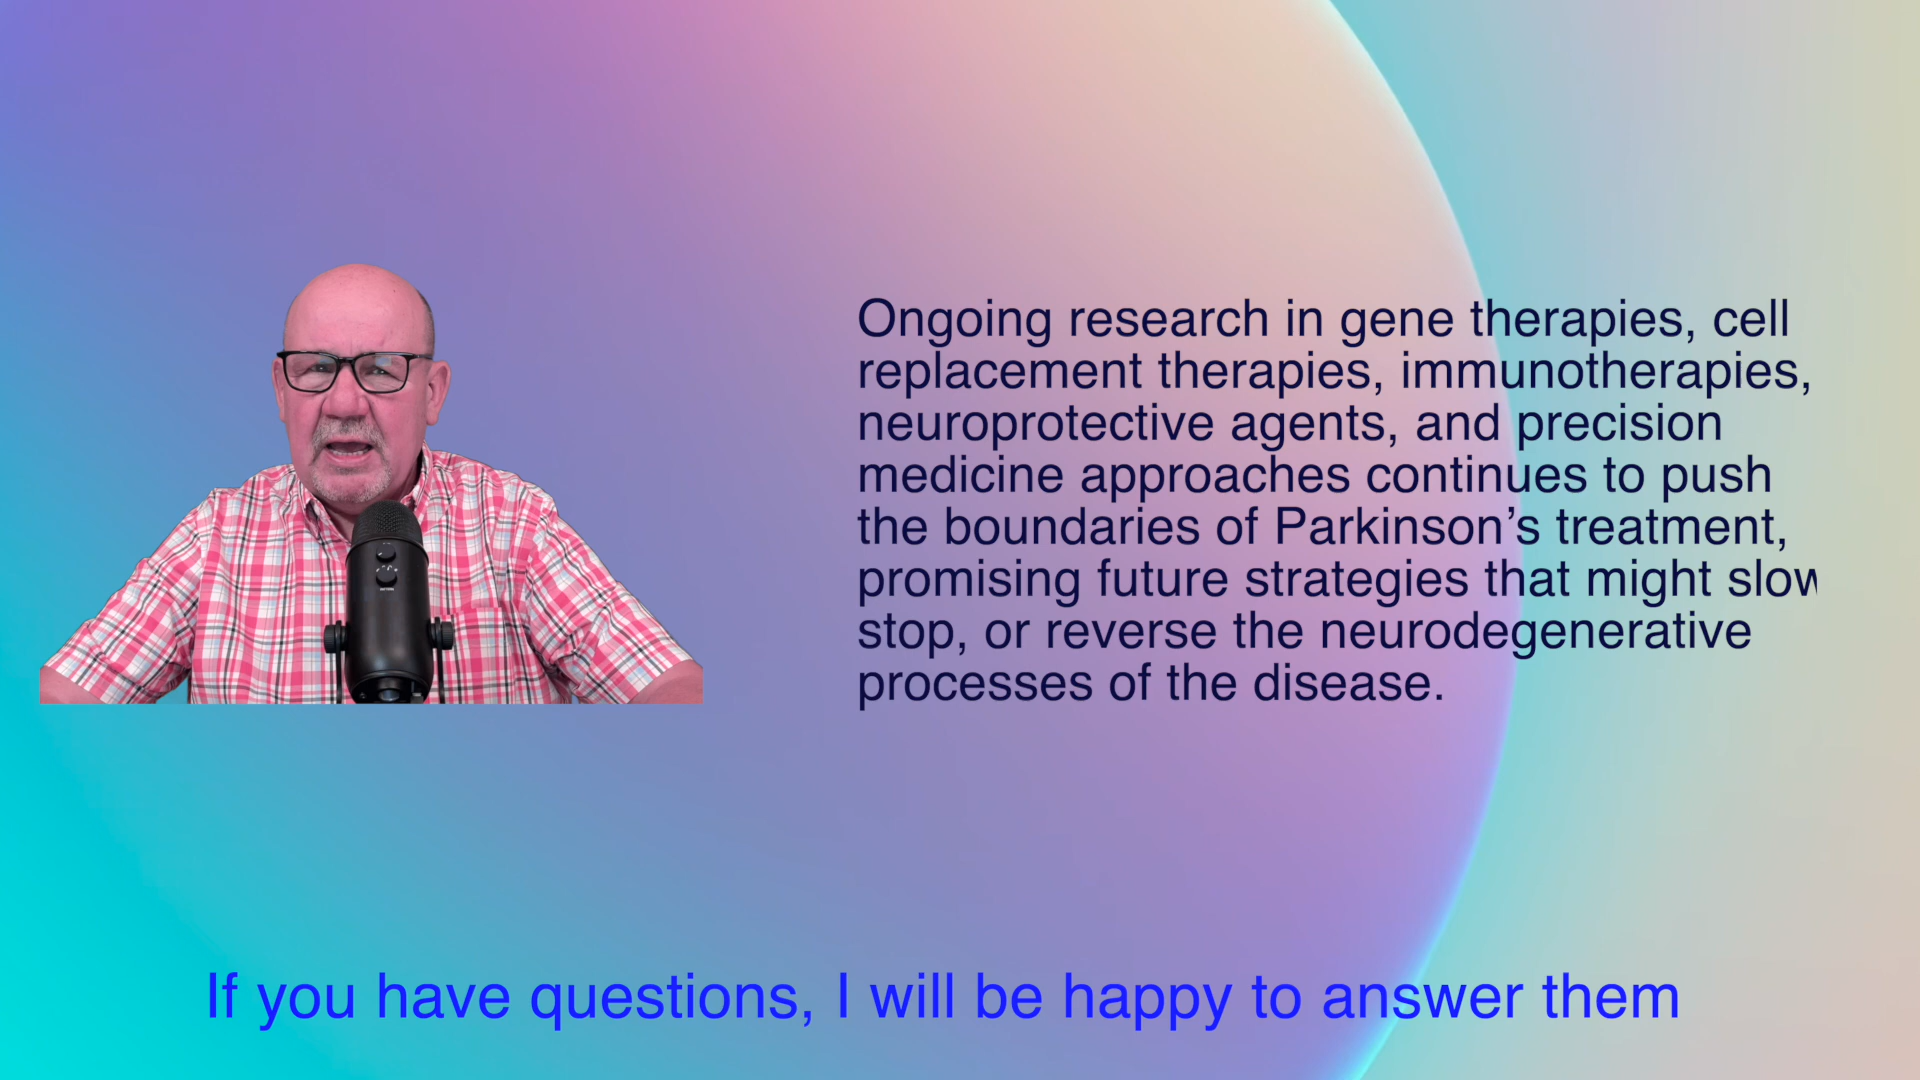 Ongoing research in gene therapies, cell
replacement therapies, immunotherapies,
neuroprotective agents, and precision
medicine approaches continues to push
the boundaries of Parkinson’s treatment,
promising future strategies that might slow
stop, or reverse the neurodegenerative
processes of the disease.
If you have questions, I will be happy to answer them